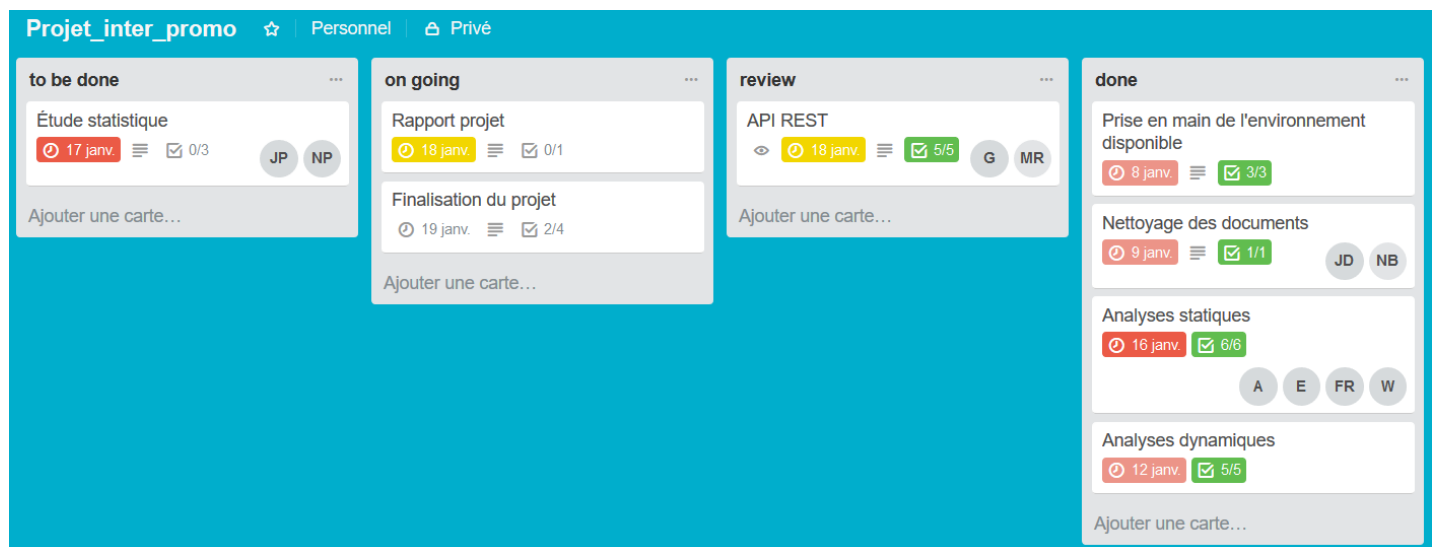 Projet_inter_promo Personnel Privé
to be done
Étude statistique
17 janv. 0/3 JP NP
Ajouter une carte…
on going
Rapport projet
18 janv. 0/1
Finalisation du projet
19 janv. 2/4
Ajouter une carte…
review
API REST
18 janv. 5/5 G MR
Ajouter une carte…
done
Prise en main de l'environnement
disponible
8 janv. 3/3
Nettoyage des documents
9 janv. 1/1 JD NB
Analyses statiques
16 janv. 6/6
A E FR W
Analyses dynamiques
12 janv. 5/5
Ajouter une carte…